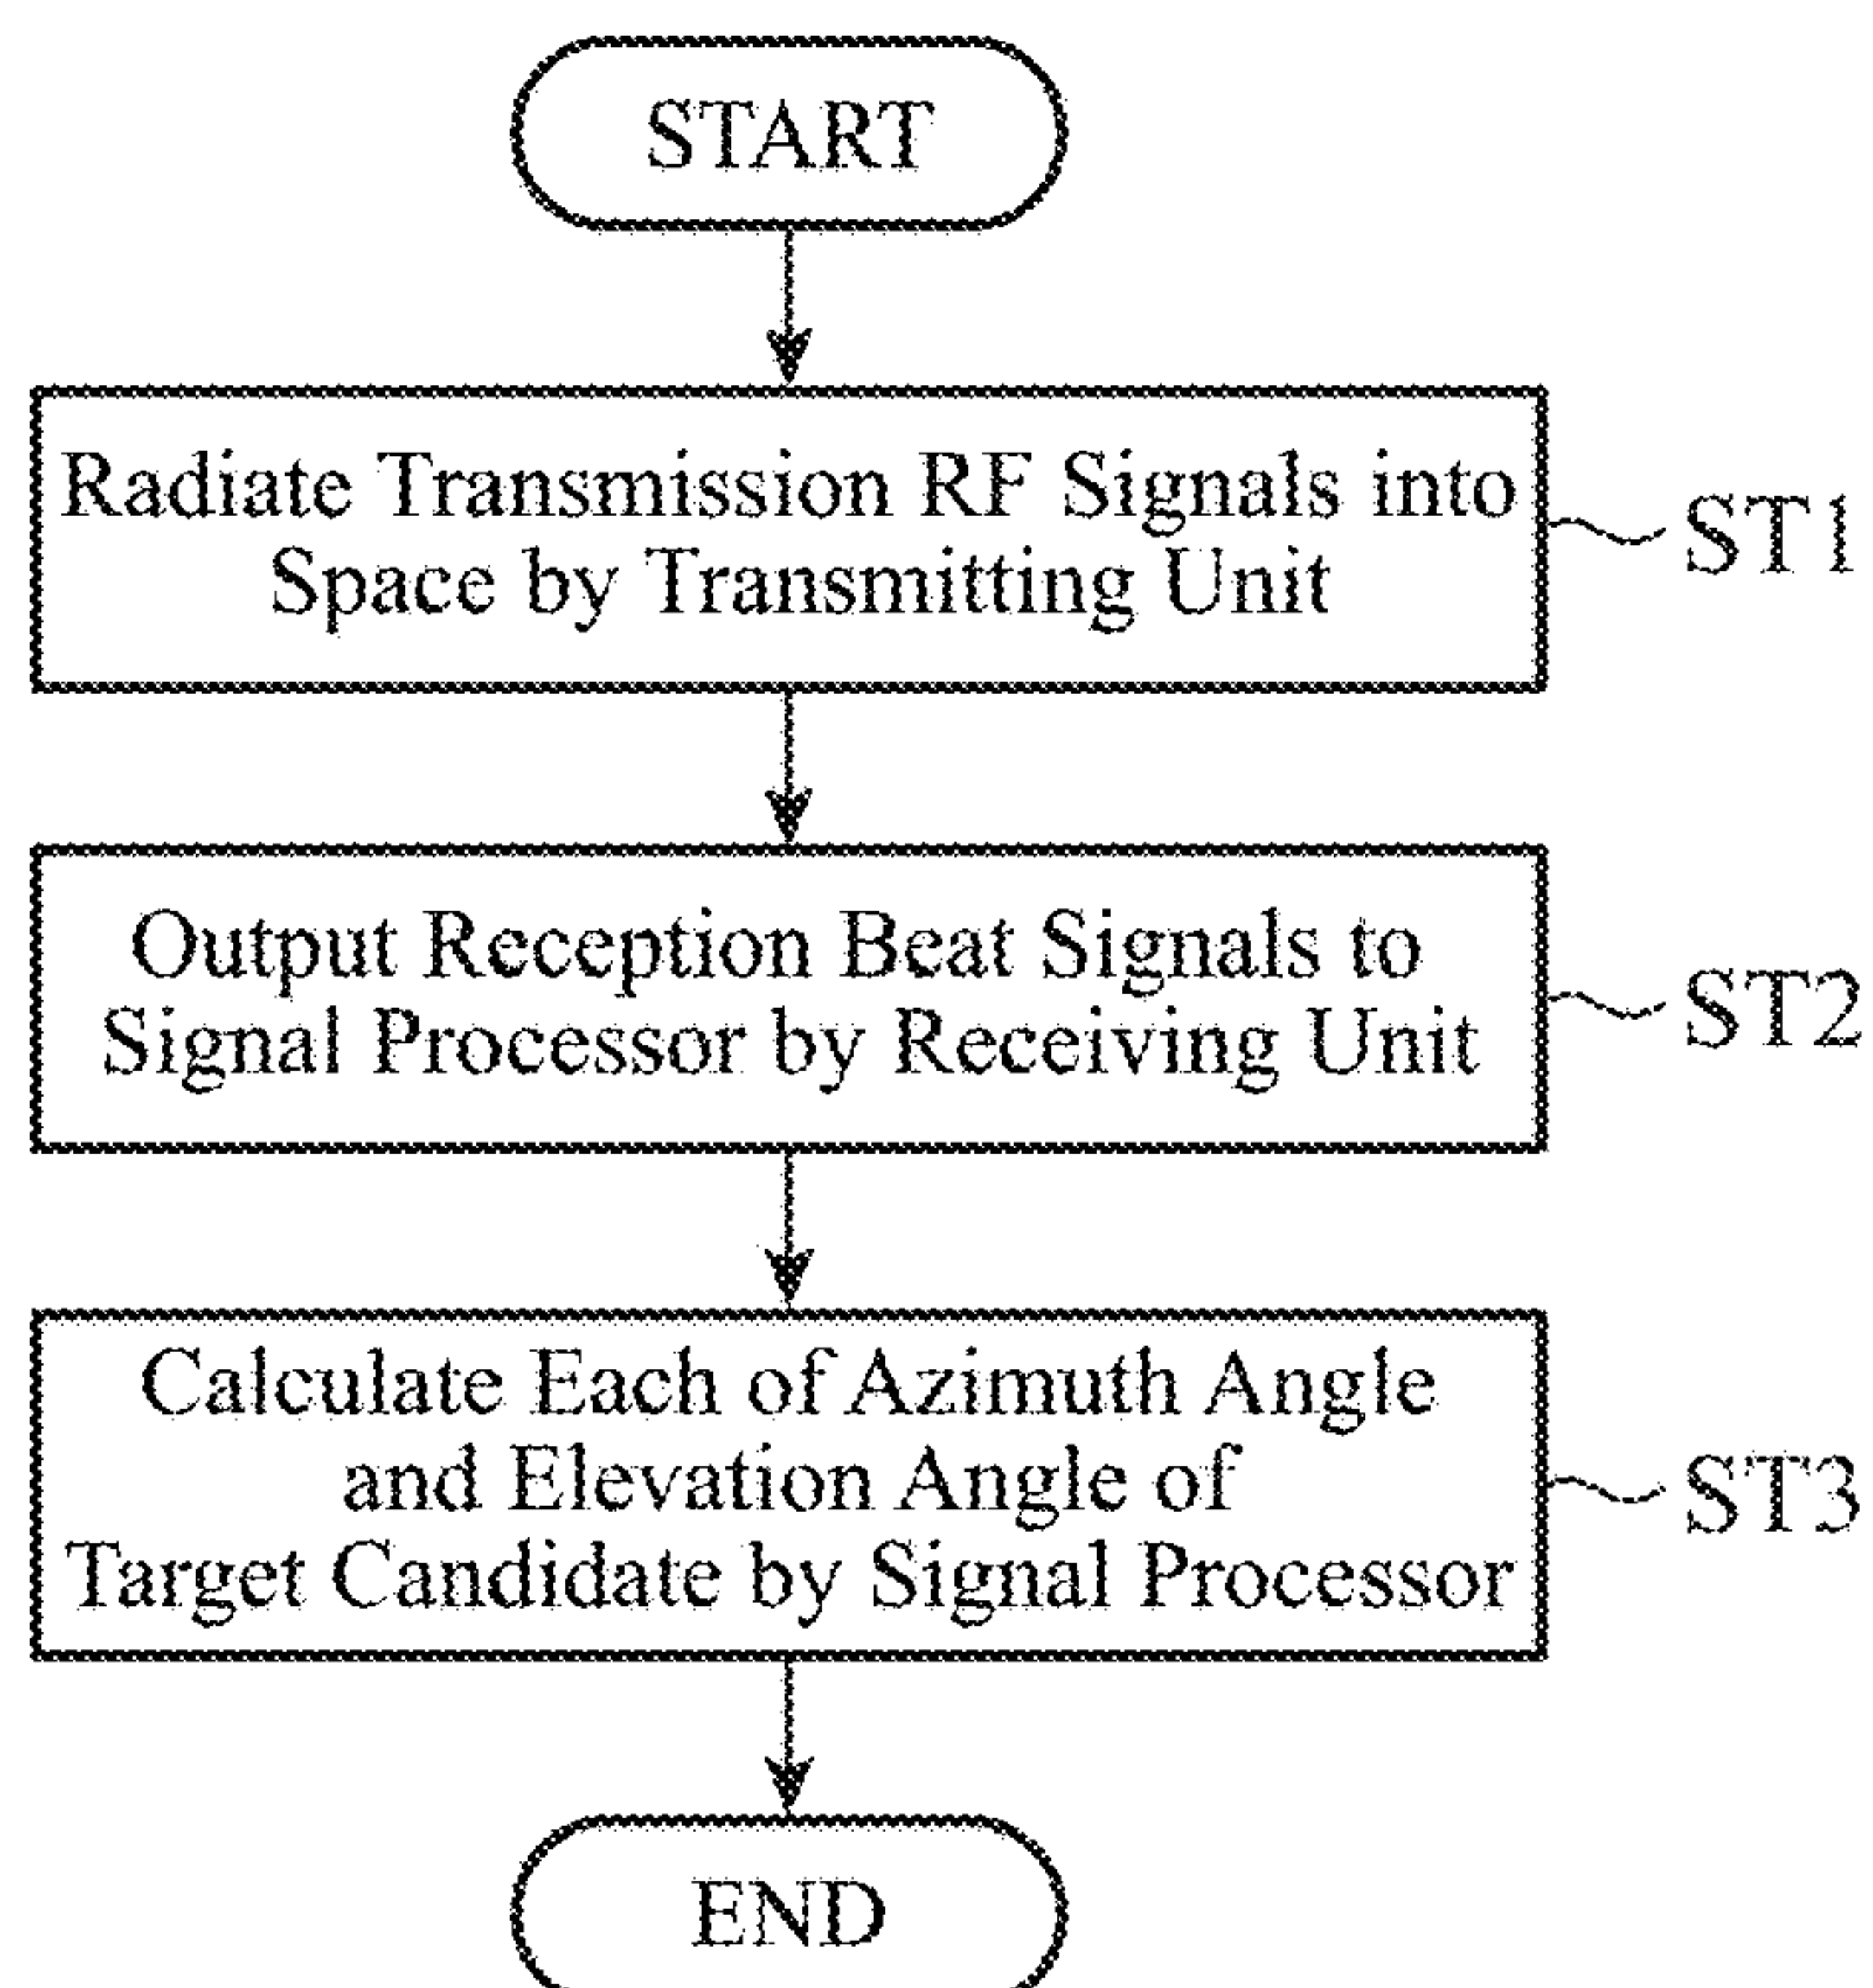 START
Radiate Transmission RF Signals into
Space by Transmitting Unit
ST1
Output Reception Beat Signals to
Signal Processor by Receiving Unit
ST2
Calculate Each of Azimuth Angle
and Elevation Angle of
Target Candidate by Signal Processor
ST3
END